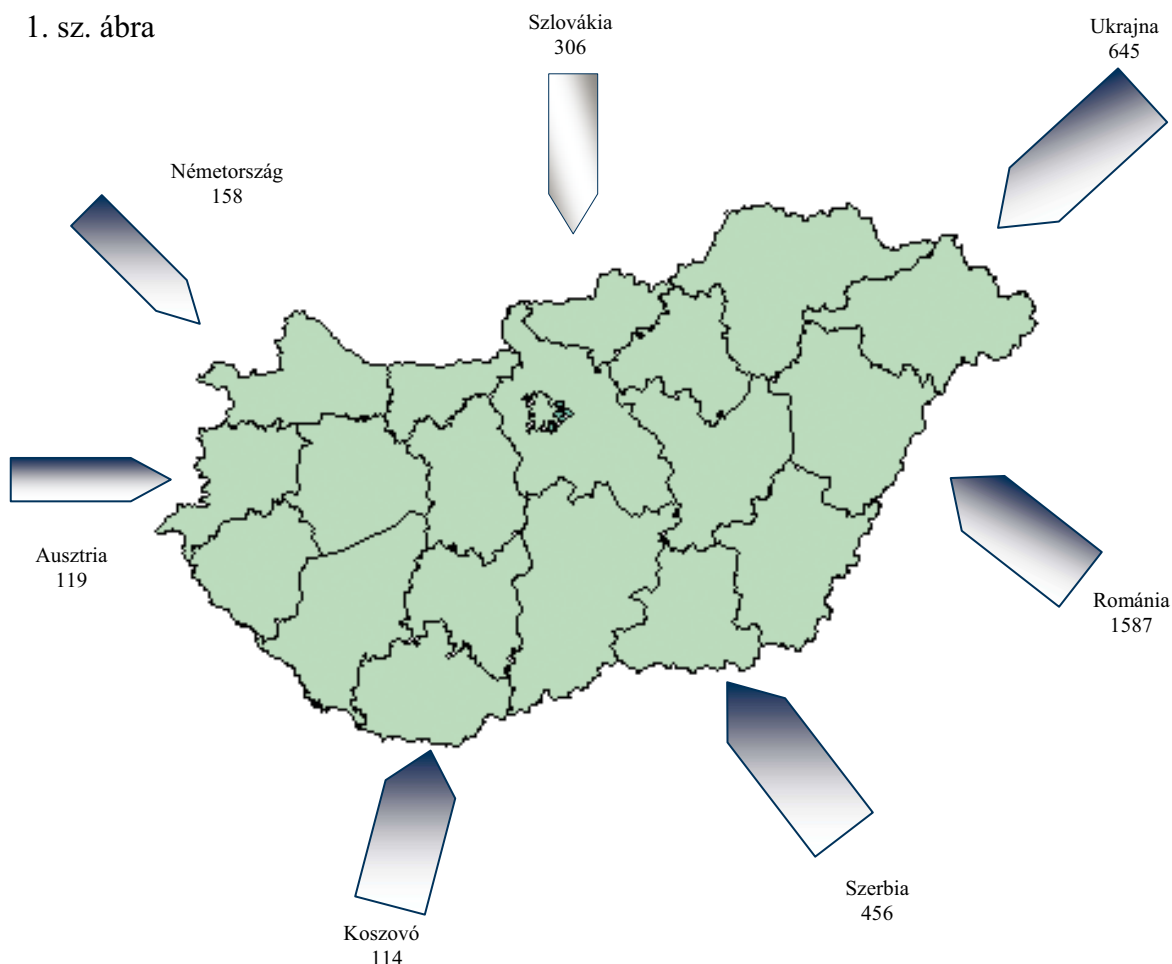 1. sz. ábra
Szlovákia
306
Ukrajna
645
Németország
158
Ausztria
119
Románia
1587
Szerbia
456
Koszovó
114